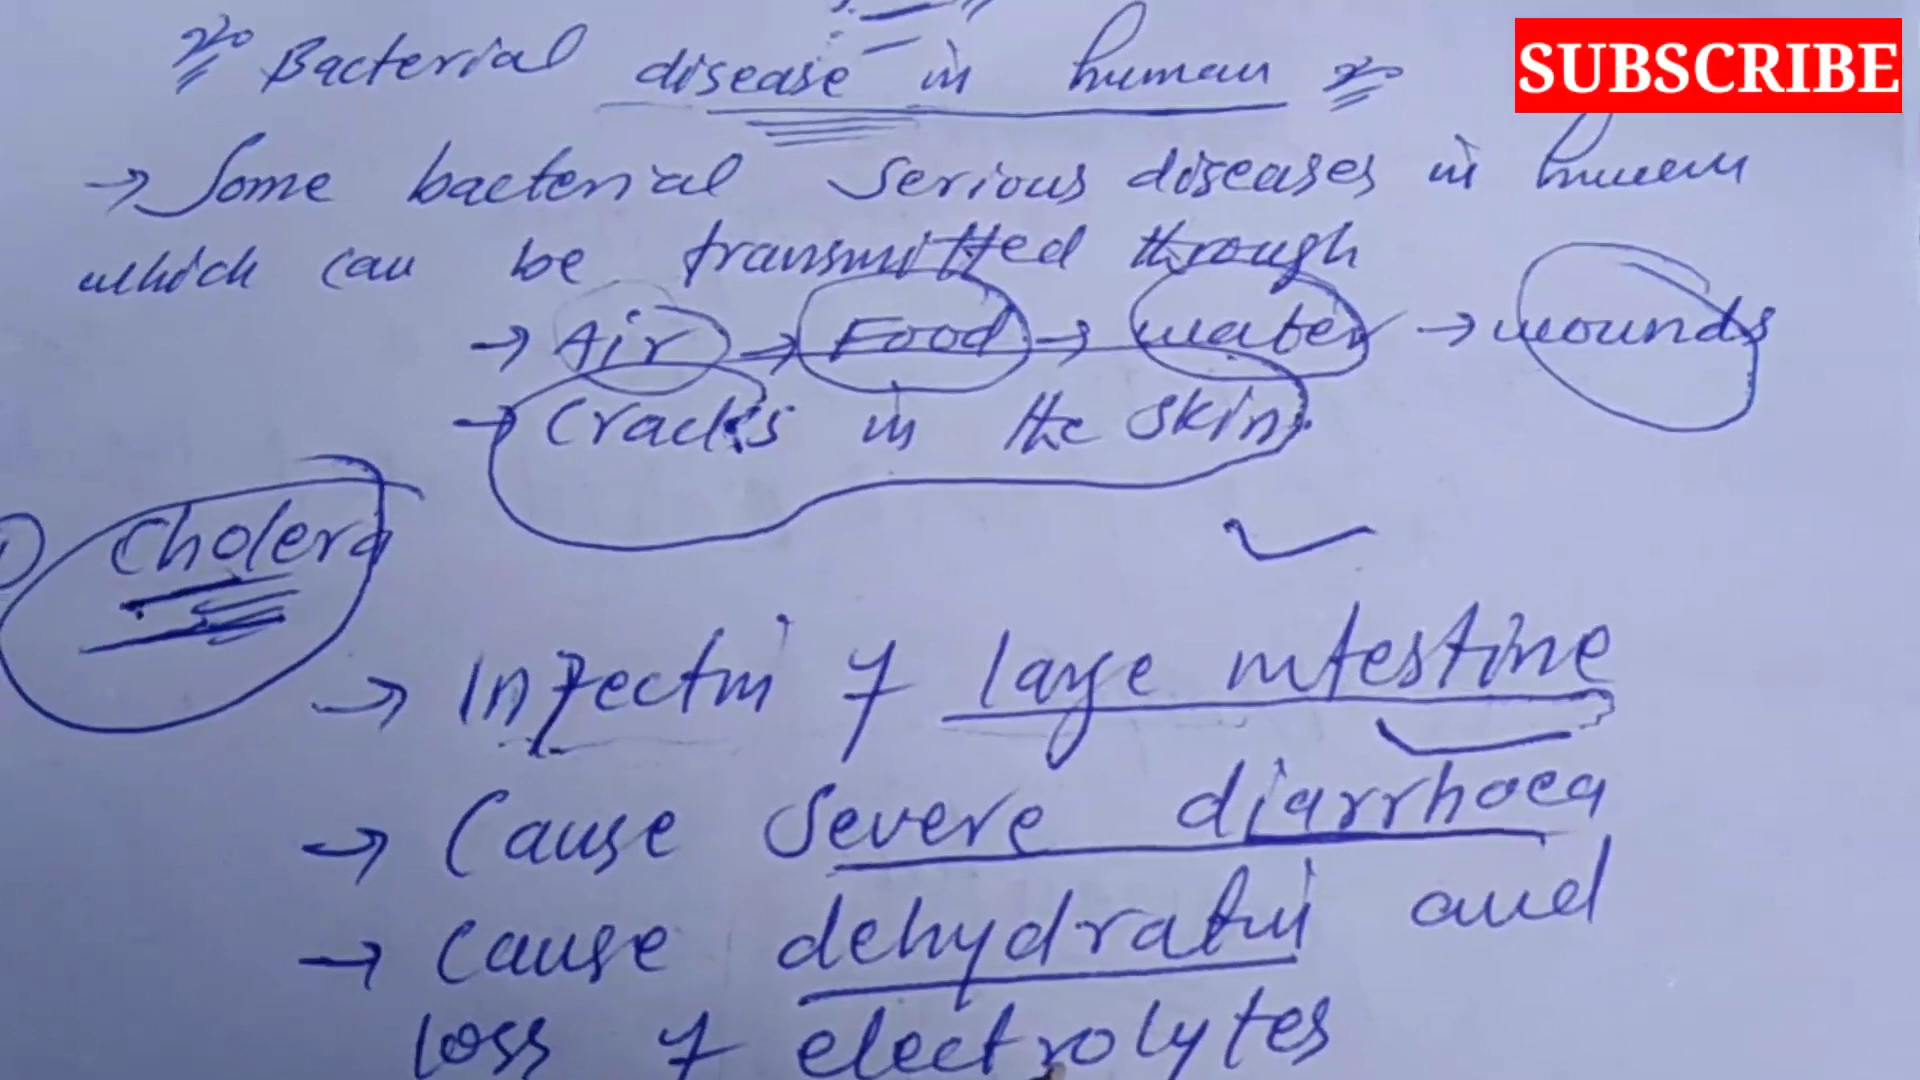 Bacterial disease in human
SUBSCRIBE
→ Some bacterial serious diseases in human
which can be transmitted through
→ Air → Food → water → wounds
→ Cracks in the skin.
1) Cholera
→ Infection of large intestine
→ Cause severe diarrhoea
→ cause dehydration and
loss of electrolytes